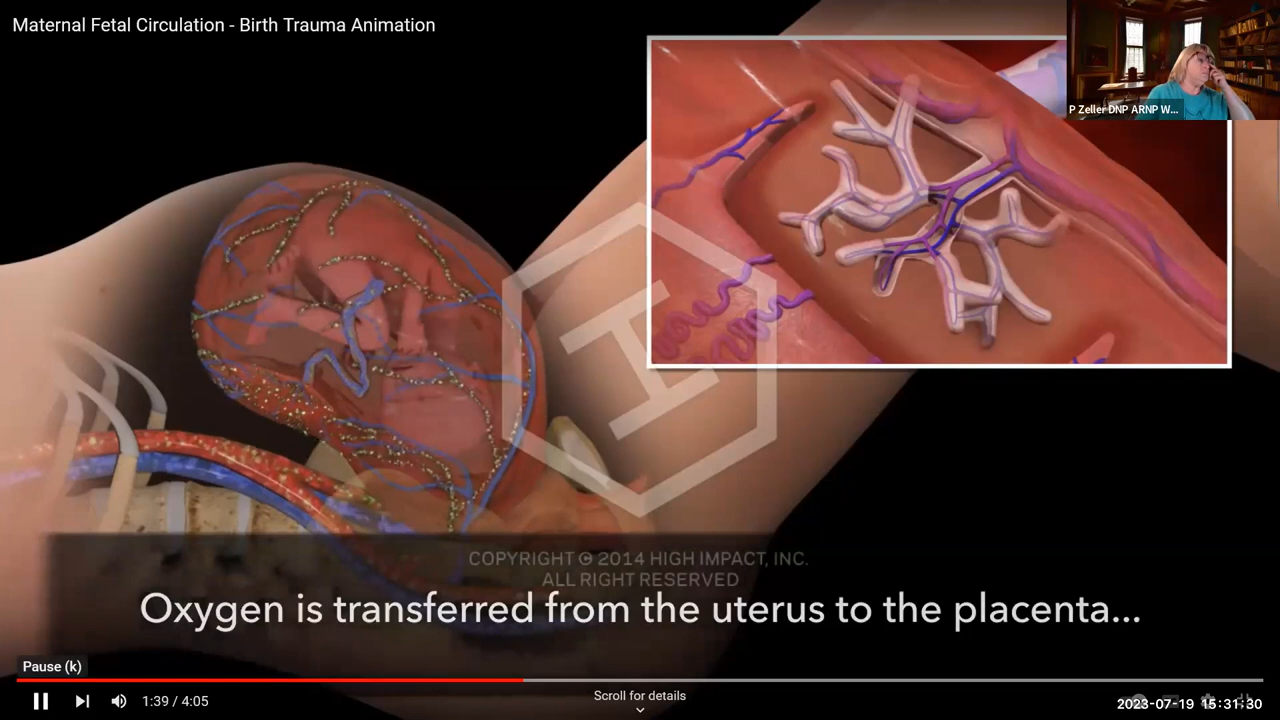 Maternal Fetal Circulation - Birth Trauma Animation
P Zeller DNP ARNP W...
COPYRIGHT © 2014 HIGH IMPACT, INC.
ALL RIGHT RESERVED
Oxygen is transferred from the uterus to the placenta...
Pause (k)
1:39 / 4:05
Scroll for details
2023-07-19 15:31:30